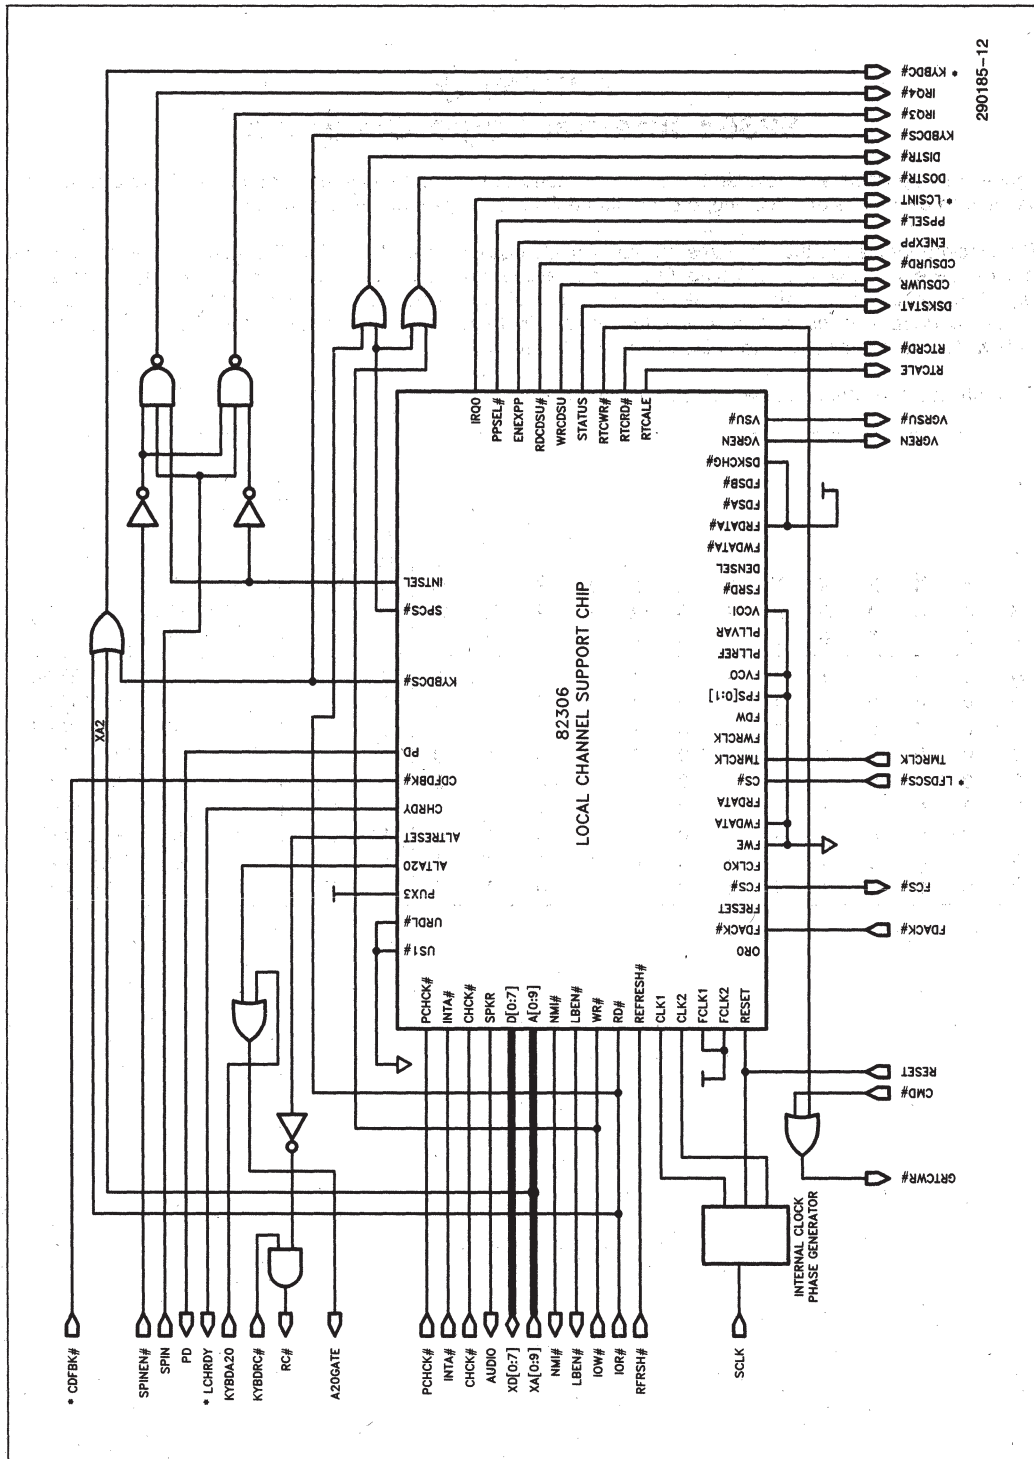 * KYBDC#
IRQ4#
IRQ3#
KYBDCS#
DISTR#
DOSTR#
* LCSINT
PPSEL#
ENEXPP
CDSURD#
CDSUWR
DSKSTAT
RTCRD#
RTCALE
VGRSU#
VGREN
TMRCLK
* LFDSCS#
FCS#
FDACK#
RESET
CMD#
GRTCWR#
290185-12
IRQ0
PPSEL#
ENEXPP
RDCDSU#
WRCDSU
STATUS
RTCWR#
RTCRD#
RTCALE
INTSEL
SPCS#
KYBDCS#
PD
CDFDBK#
CHRDY
ALTRESET
ALTA20
PUX3
URDL#
US1#
XA2
82306
LOCAL CHANNEL SUPPORT CHIP
VSU#
VGREN
DSKCHG#
FDSB#
FDSA#
FRDATA#
FWDATA#
DENSEL
FSRD#
VCOI
PLLVAR
PLLREF
FVCO
FPS[0:1]
FDW
FWRCLK
TMRCLK
CS#
FRDATA
FWDATA
FWE
FCLKO
FCS#
FRESET
FDACK#
ORO
PCHCK#
INTA#
CHCK#
SPKR
D[0:7]
A[0:9]
NMI#
LBEN#
WR#
RD#
REFRESH#
CLK1
CLK2
FCLK1
FCLK2
RESET
INTERNAL CLOCK
PHASE GENERATOR
* CDFBK#
SPINEN#
SPIN
PD
* LCHRDY
KYBDA20
KYBDRC#
RC#
A20GATE
PCHCK#
INTA#
CHCK#
AUDIO
XD[0:7]
XA[0:9]
NMI#
LBEN#
IOW#
IOR#
RFRSH#
SCLK